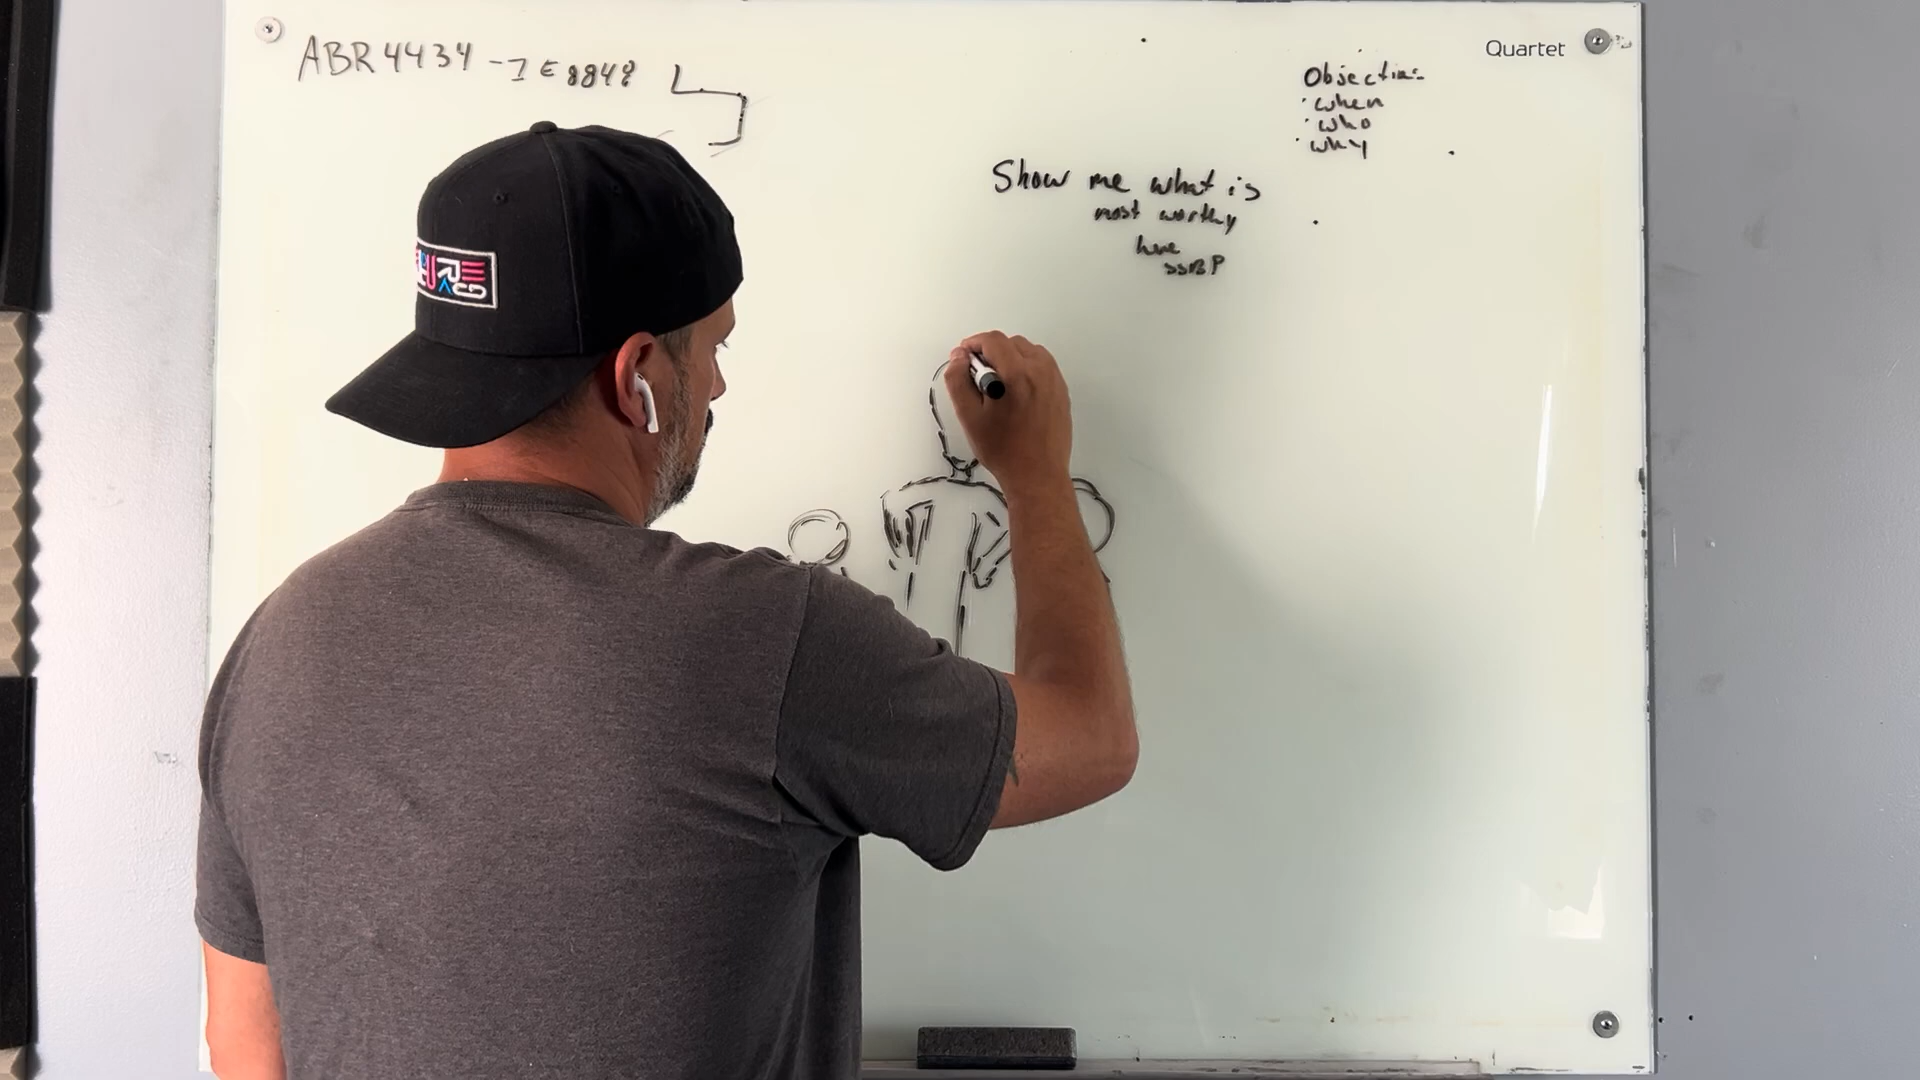 ABR4434 - I E 8848
Quartet
Objective:
· when
· who
· why
Show me what is
most worthy
here
SSBP